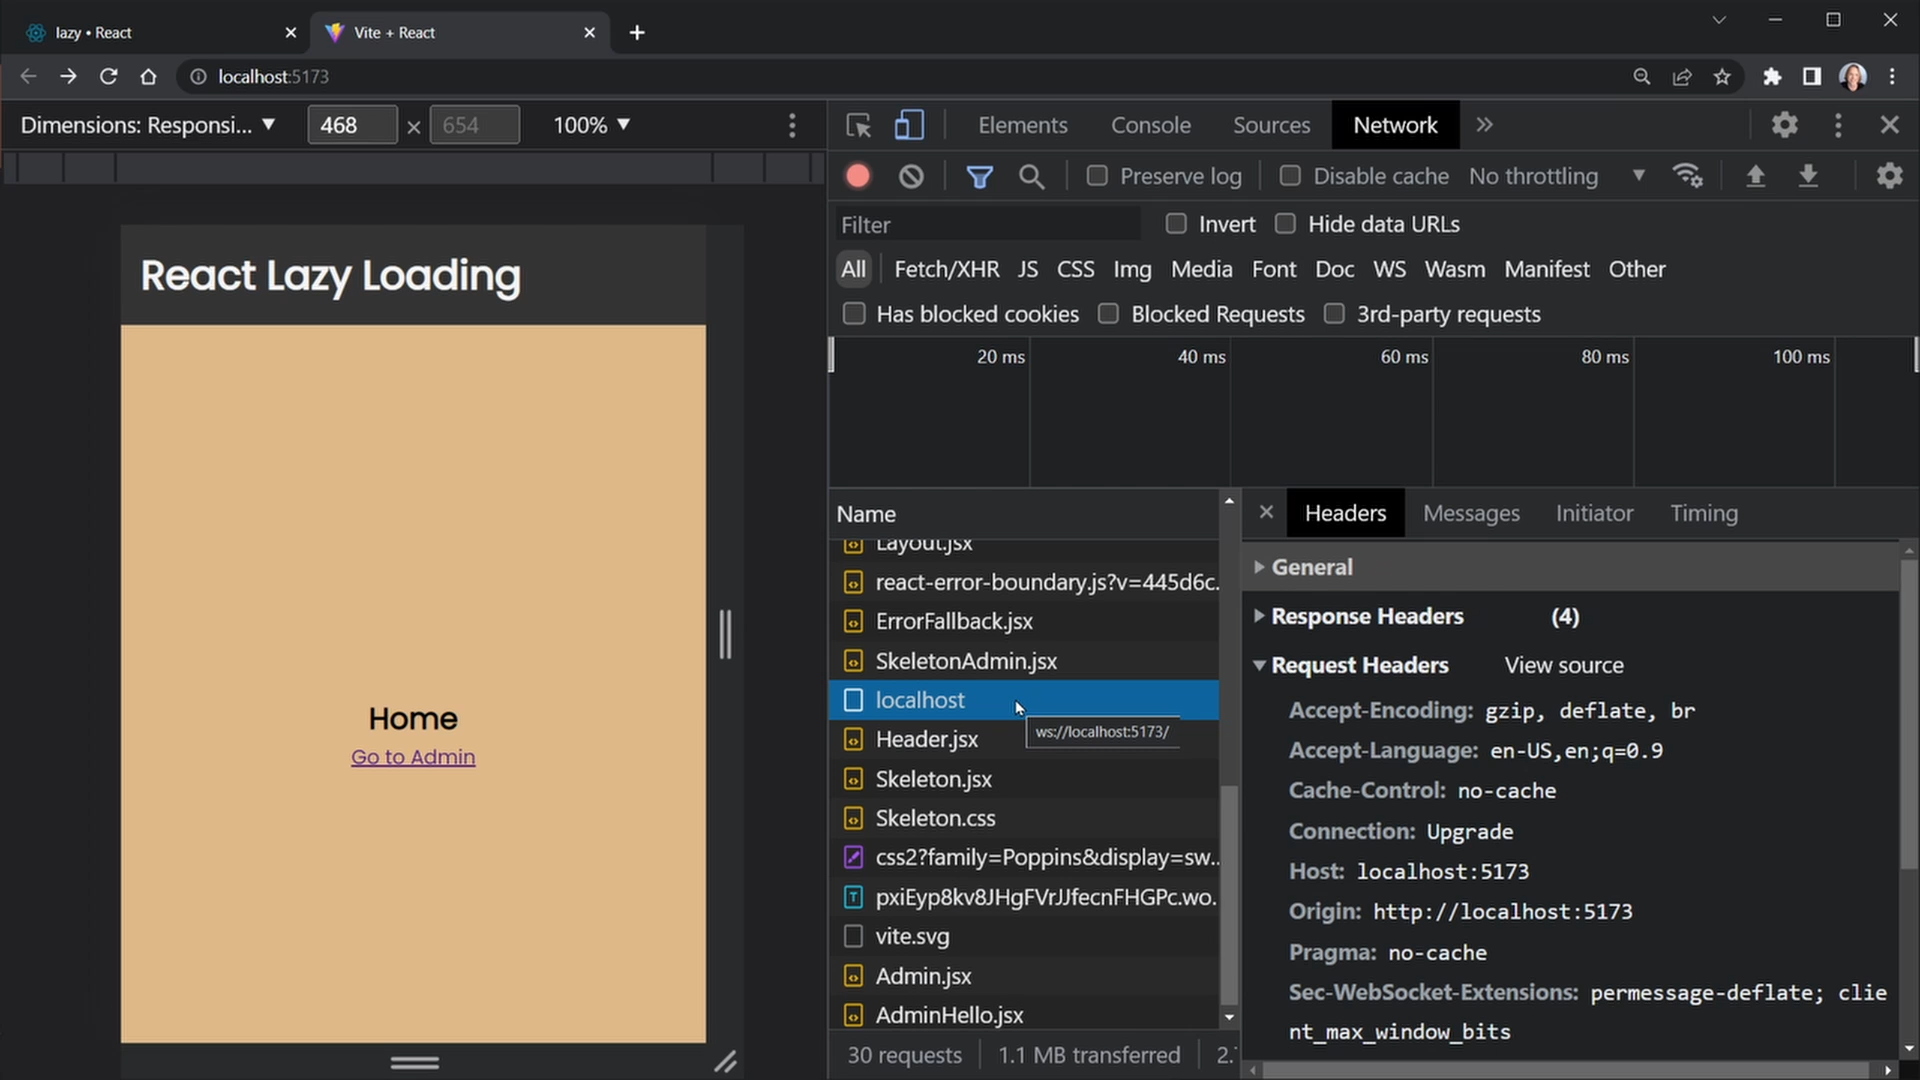 lazy • React
Vite + React
localhost:5173
Dimensions: Responsi...
468
×
654
100%
Elements
Console
Sources
Network
Preserve log
Disable cache
No throttling
Filter
Invert
Hide data URLs
All
Fetch/XHR
JS
CSS
Img
Media
Font
Doc
WS
Wasm
Manifest
Other
Has blocked cookies
Blocked Requests
3rd-party requests
20 ms
40 ms
60 ms
80 ms
100 ms
React Lazy Loading
Home
Go to Admin
Name
Layout.jsx
react-error-boundary.js?v=445d6c.
ErrorFallback.jsx
SkeletonAdmin.jsx
localhost
ws://localhost:5173/
Header.jsx
Skeleton.jsx
Skeleton.css
css2?family=Poppins&display=sw..
pxiEyp8kv8JHgFVrJJfecnFHGPc.wo.
vite.svg
Admin.jsx
AdminHello.jsx
30 requests
1.1 MB transferred
2.
Headers
Messages
Initiator
Timing
General
Response Headers (4)
Request Headers View source
Accept-Encoding: gzip, deflate, br
Accept-Language: en-US,en;q=0.9
Cache-Control: no-cache
Connection: Upgrade
Host: localhost:5173
Origin: http://localhost:5173
Pragma: no-cache
Sec-WebSocket-Extensions: permessage-deflate; clie
nt_max_window_bits